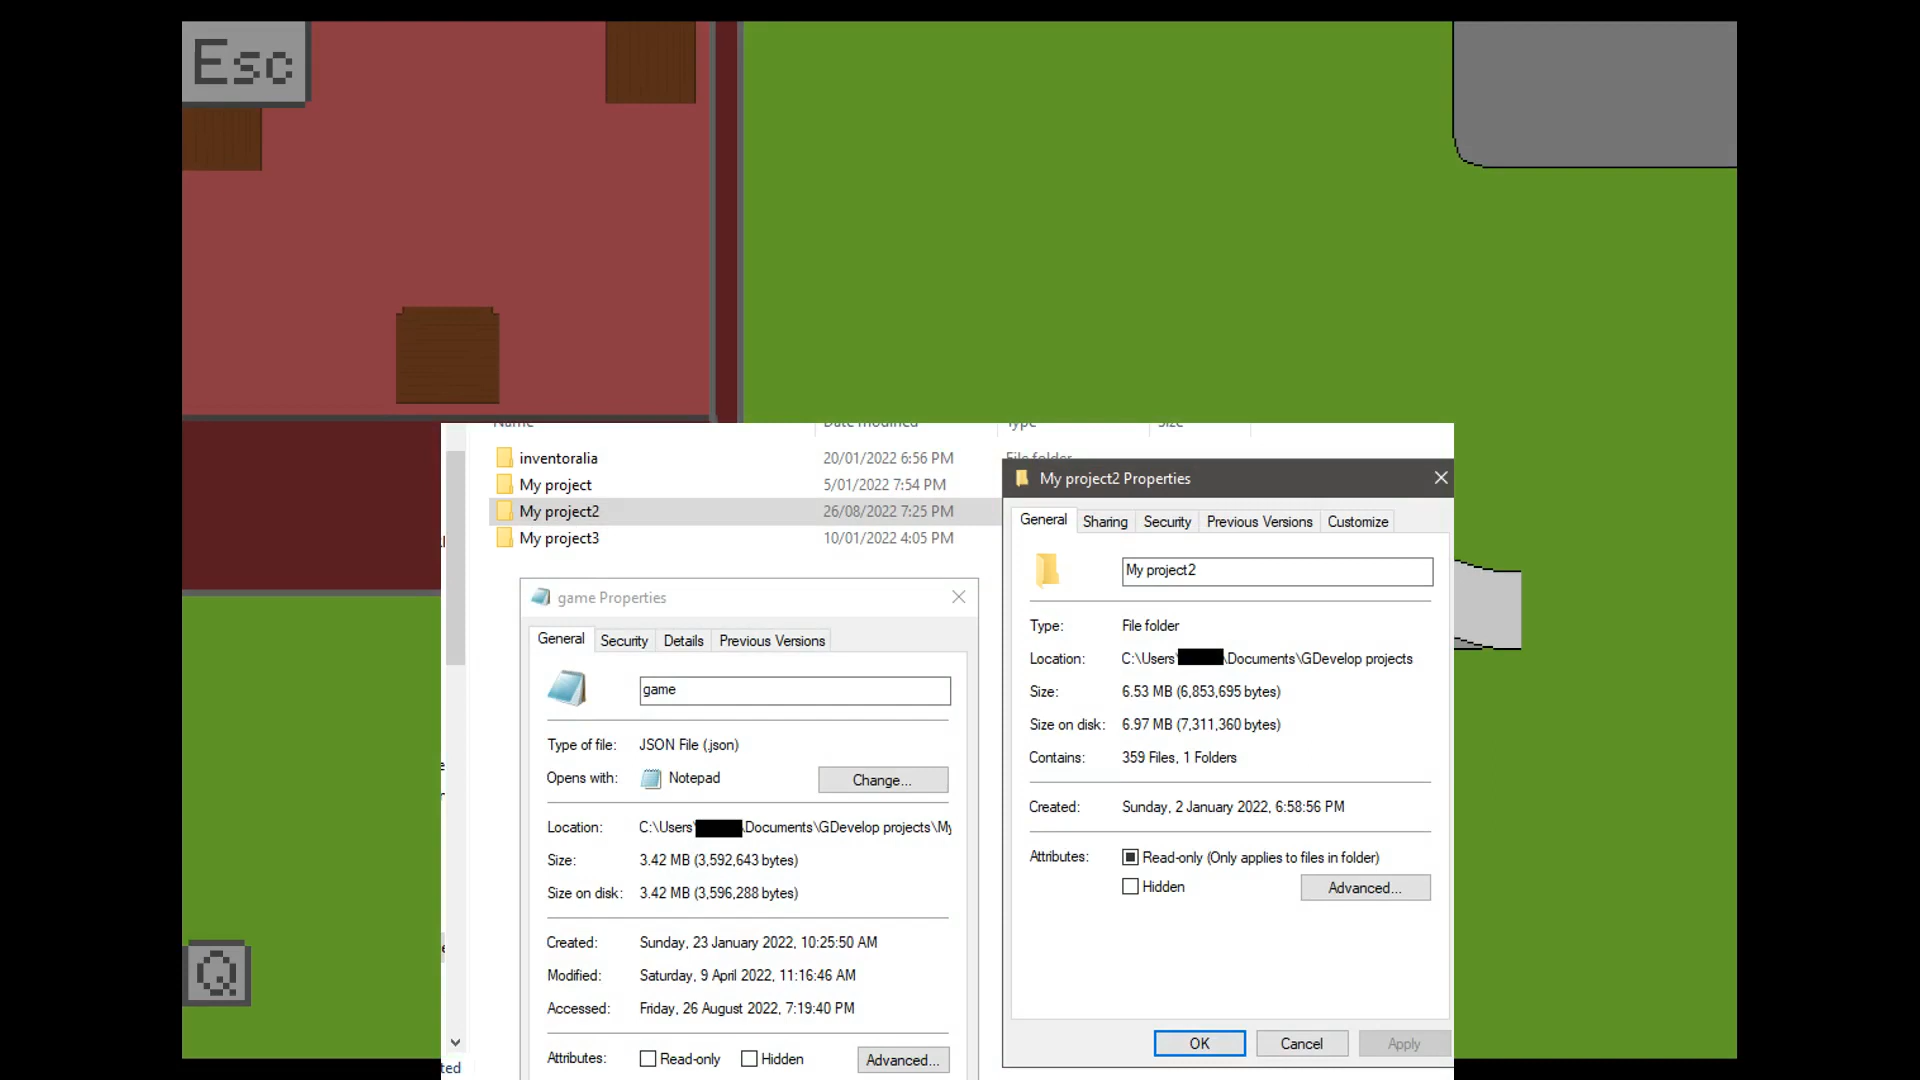 Esc
Name Date modified Type Size
inventoralia 20/01/2022 6:56 PM File folder
My project 5/01/2022 7:54 PM
My project2 26/08/2022 7:25 PM
My project3 10/01/2022 4:05 PM
game Properties
General Security Details Previous Versions
game
Type of file: JSON File (.json)
Opens with: Notepad Change...
Location: C:\Users\ \Documents\GDevelop projects\My
Size: 3.42 MB (3,592,643 bytes)
Size on disk: 3.42 MB (3,596,288 bytes)
Created: Sunday, 23 January 2022, 10:25:50 AM
Modified: Saturday, 9 April 2022, 11:16:46 AM
Accessed: Friday, 26 August 2022, 7:19:40 PM
Attributes: Read-only Hidden Advanced...
My project2 Properties
General Sharing Security Previous Versions Customize
My project2
Type: File folder
Location: C:\Users\ \Documents\GDevelop projects
Size: 6.53 MB (6,853,695 bytes)
Size on disk: 6.97 MB (7,311,360 bytes)
Contains: 359 Files, 1 Folders
Created: Sunday, 2 January 2022, 6:58:56 PM
Attributes: Read-only (Only applies to files in folder)
Hidden Advanced...
OK Cancel Apply
Q
ted